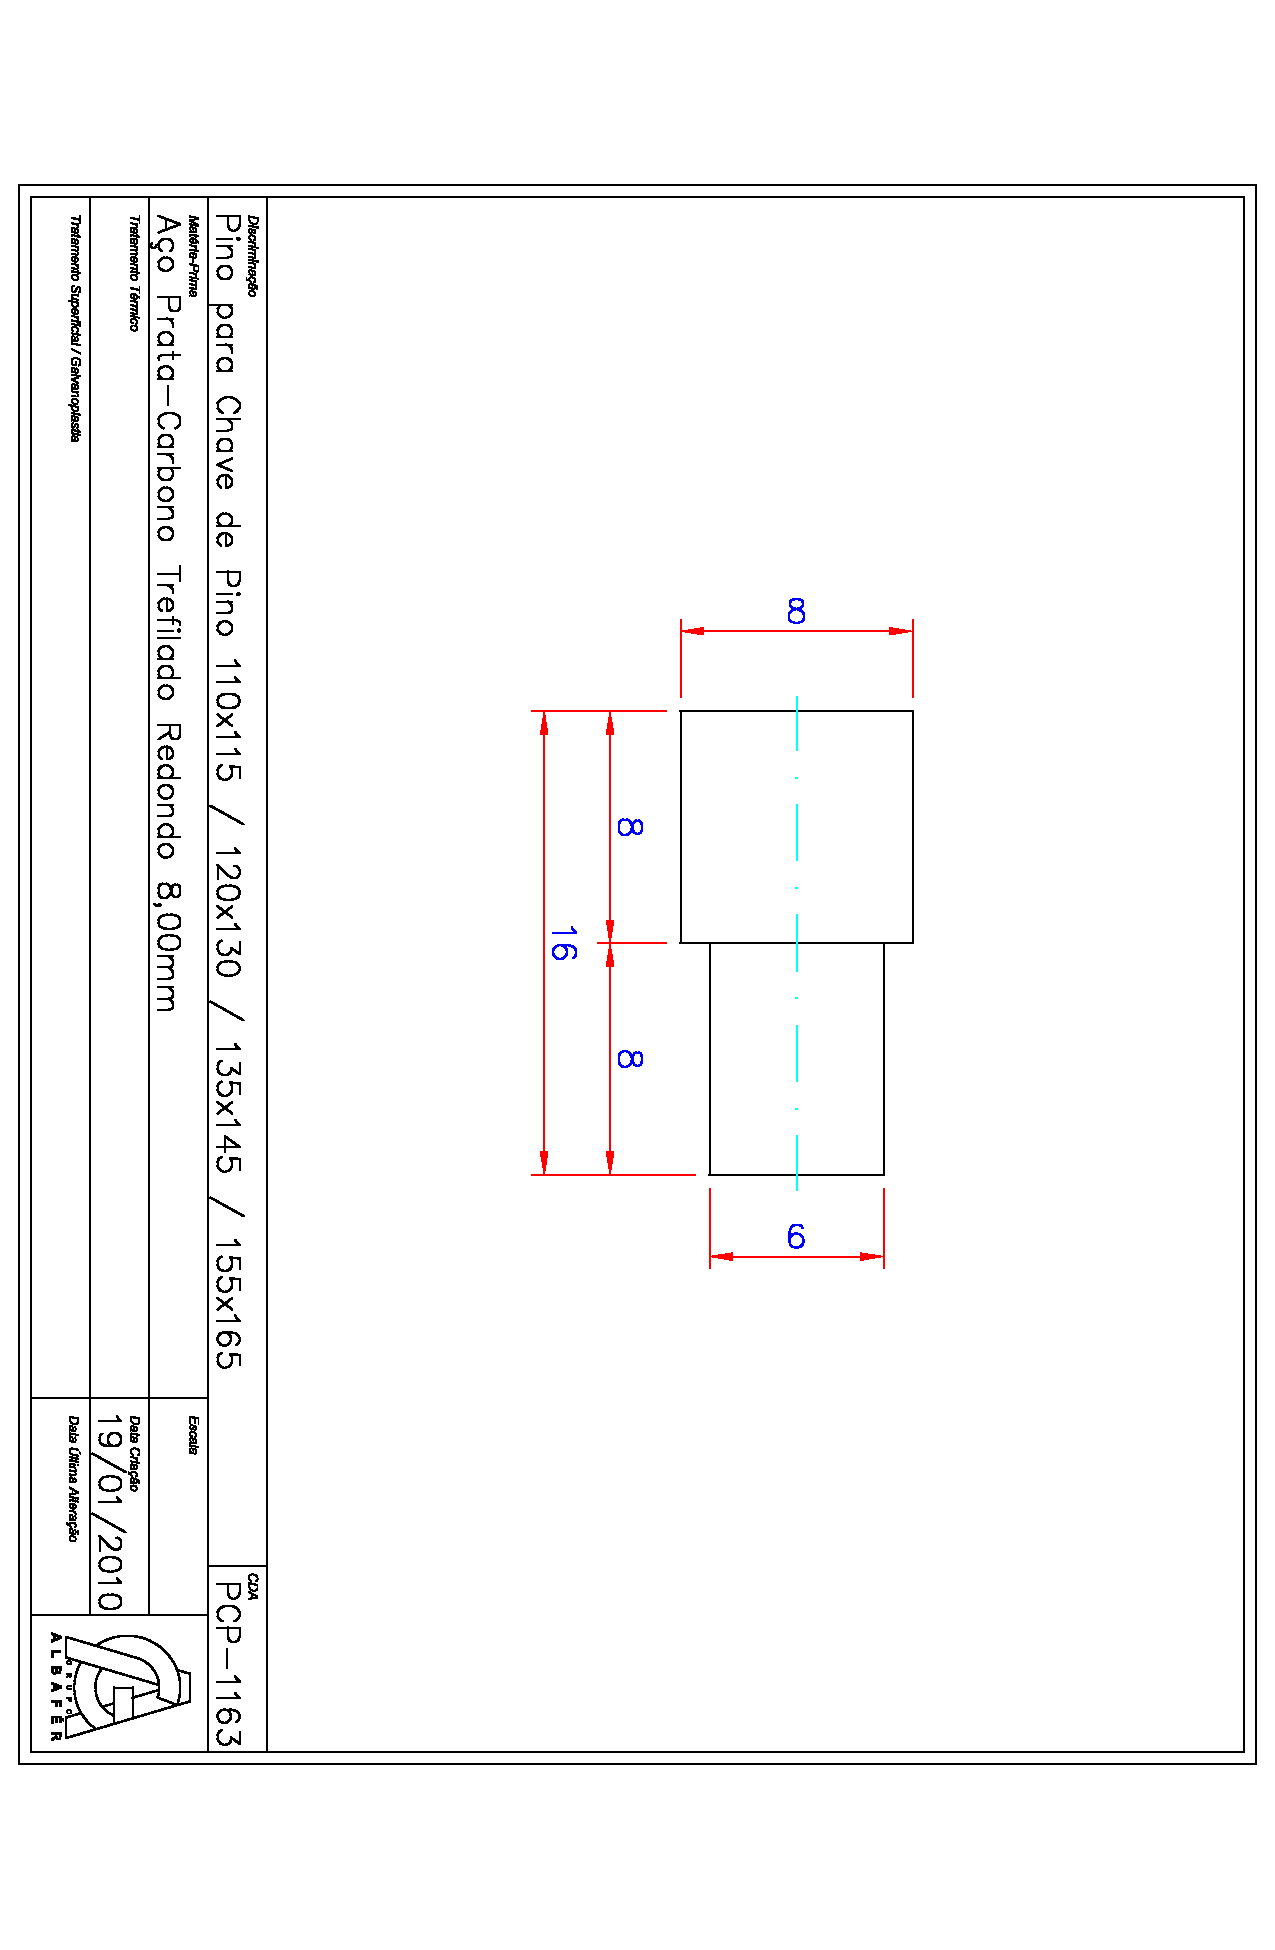 8
8
8
16
6
Discriminação
CDA
Pino para Chave de Pino 110x115 / 120x130 / 135x145 / 155x165
PCP-1163
Matéria-Prima
Escala
Aço Prata-Carbono Trefilado Redondo 8,00mm
Tratamento Térmico
Data Criação
19/01/2010
Tratamento Superficial / Galvanoplastia
Data Última Alteração
GRUPO
ALBAFÉR